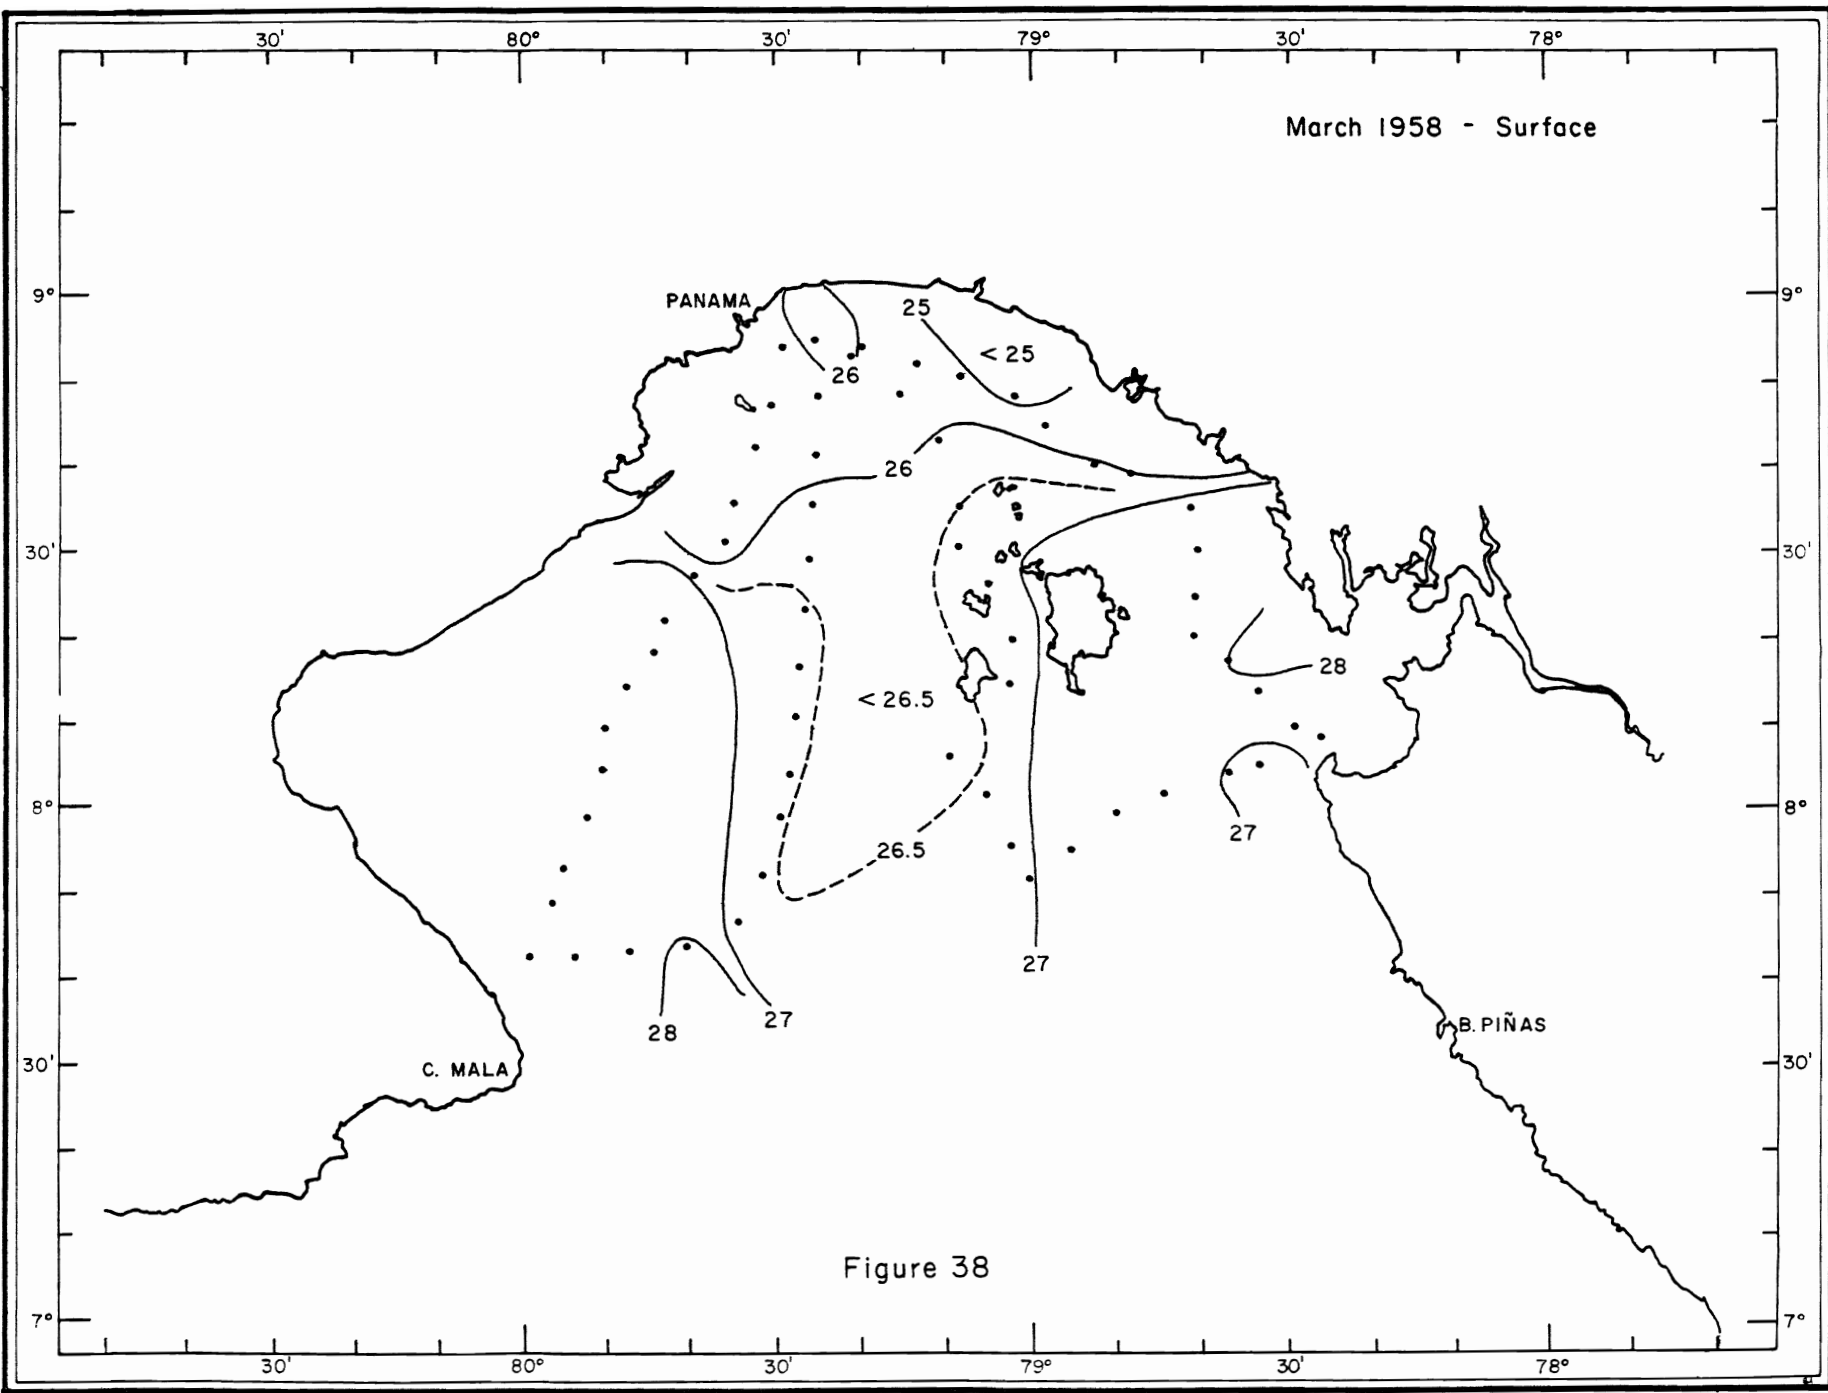 30' 80° 30' 79° 30' 78°
March 1958 - Surface
9° 9°
PANAMA
25
< 25
26
26
30' 30'
28
< 26.5
8° 8°
27
26.5
27
28 27
B. PIÑAS
C. MALA
30' 30'
Figure 38
7° 7°
30' 80° 30' 79° 30' 78°